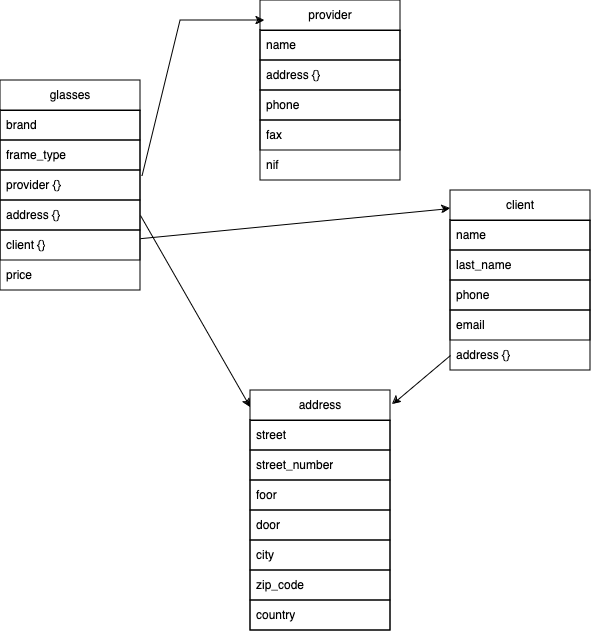 provider
name
address {}
phone
fax
nif
glasses
brand
frame_type
provider {}
address {}
client {}
price
client
name
last_name
phone
email
address {}
address
street
street_number
foor
door
city
zip_code
country